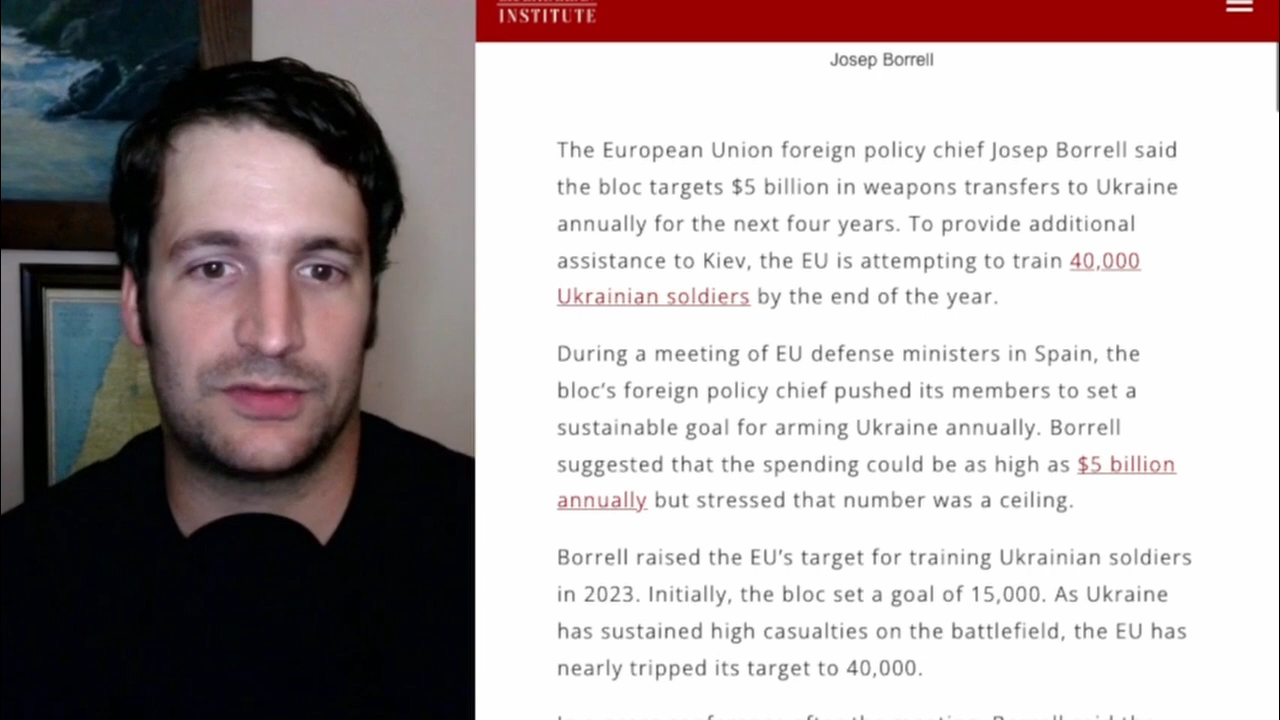 INSTITUTE
Josep Borrell
The European Union foreign policy chief Josep Borrell said
the bloc targets $5 billion in weapons transfers to Ukraine
annually for the next four years. To provide additional
assistance to Kiev, the EU is attempting to train 40,000
Ukrainian soldiers by the end of the year.
During a meeting of EU defense ministers in Spain, the
bloc’s foreign policy chief pushed its members to set a
sustainable goal for arming Ukraine annually. Borrell
suggested that the spending could be as high as $5 billion
annually but stressed that number was a ceiling.
Borrell raised the EU’s target for training Ukrainian soldiers
in 2023. Initially, the bloc set a goal of 15,000. As Ukraine
has sustained high casualties on the battlefield, the EU has
nearly tripped its target to 40,000.